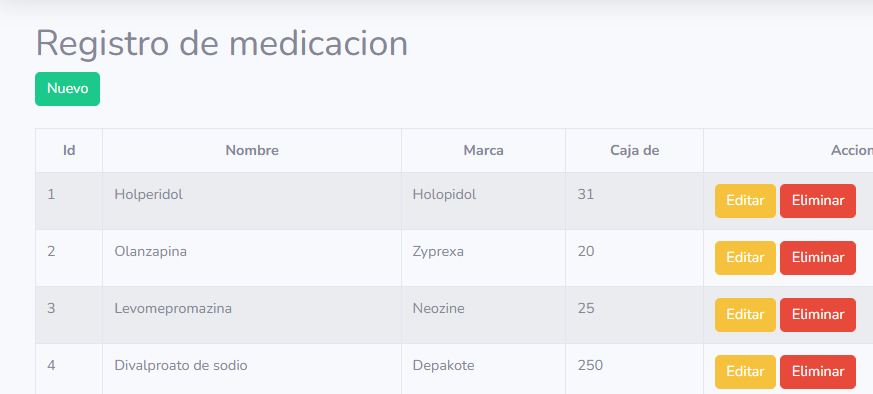 Registro de medicacion
Nuevo
Id Nombre Marca Caja de Accion
1 Holperidol Holopidol 31 Editar Eliminar
2 Olanzapina Zyprexa 20 Editar Eliminar
3 Levomepromazina Neozine 25 Editar Eliminar
4 Divalproato de sodio Depakote 250 Editar Eliminar